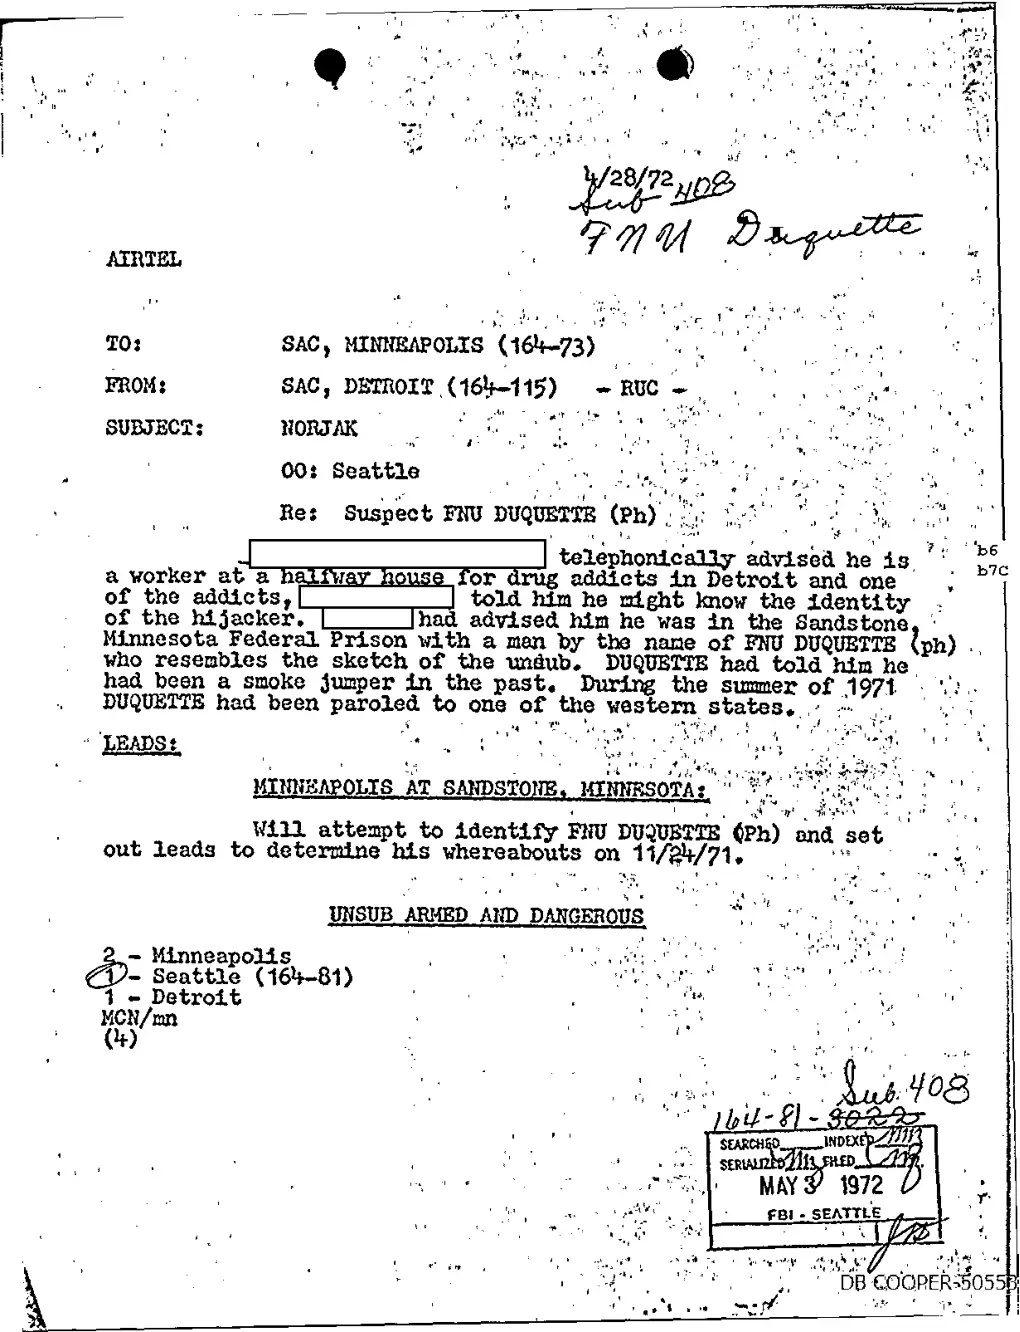 4/28/72
Sub 408
FNU Duquette
AIRTEL
TO: SAC, MINNEAPOLIS (164-73)
FROM: SAC, DETROIT (164-115) - RUC -
SUBJECT: NORJAK
OO: Seattle
Re: Suspect FNU DUQUETTE (Ph)
telephonically advised he is
b6
b7C
a worker at a halfway house for drug addicts in Detroit and one
of the addicts, told him he might know the identity
of the hijacker. had advised him he was in the Sandstone,
Minnesota Federal Prison with a man by the name of FNU DUQUETTE (ph)
who resembles the sketch of the unsub. DUQUETTE had told him he
had been a smoke jumper in the past. During the summer of 1971
DUQUETTE had been paroled to one of the western states.
LEADS:
MINNEAPOLIS AT SANDSTONE, MINNESOTA:
Will attempt to identify FNU DUQUETTE (Ph) and set
out leads to determine his whereabouts on 11/24/71.
UNSUB ARMED AND DANGEROUS
2 - Minneapolis
1 - Seattle (164-81)
1 - Detroit
MCN/mn
(4)
Sub. 408
164-81-3022
SEARCHED INDEXED
SERIALIZED FILED
MAY 3 1972
FBI - SEATTLE
DB COOPER-50553